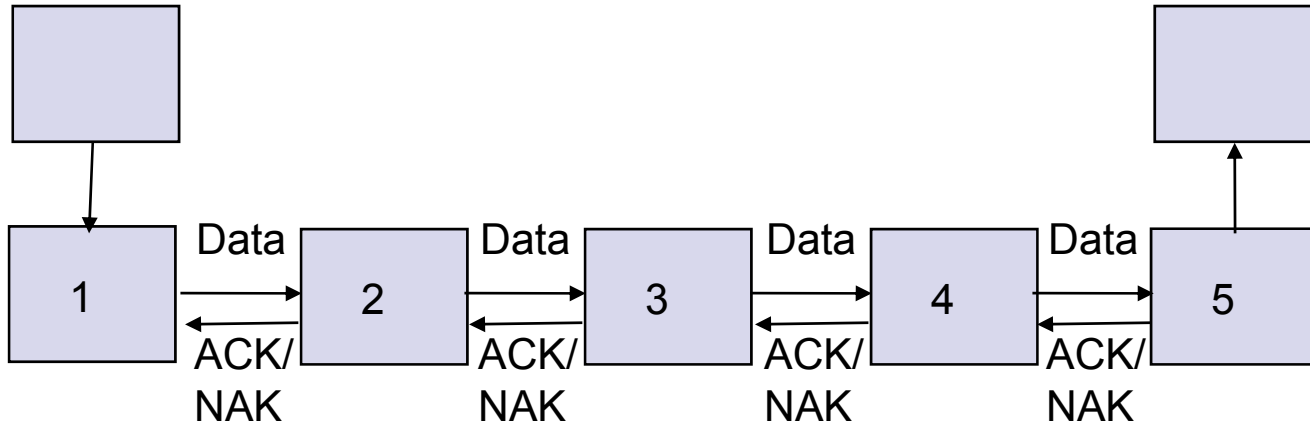 Data Data Data Data
1 2 3 4 5
ACK/ ACK/ ACK/ ACK/
NAK NAK NAK NAK